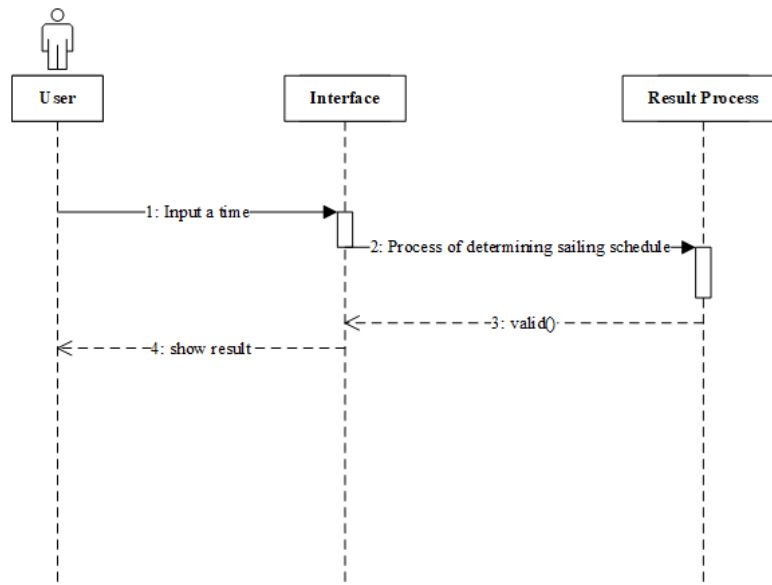 User
Interface
Result Process
1: Input a time
2: Process of determining sailing schedule
3: valid()
4: show result